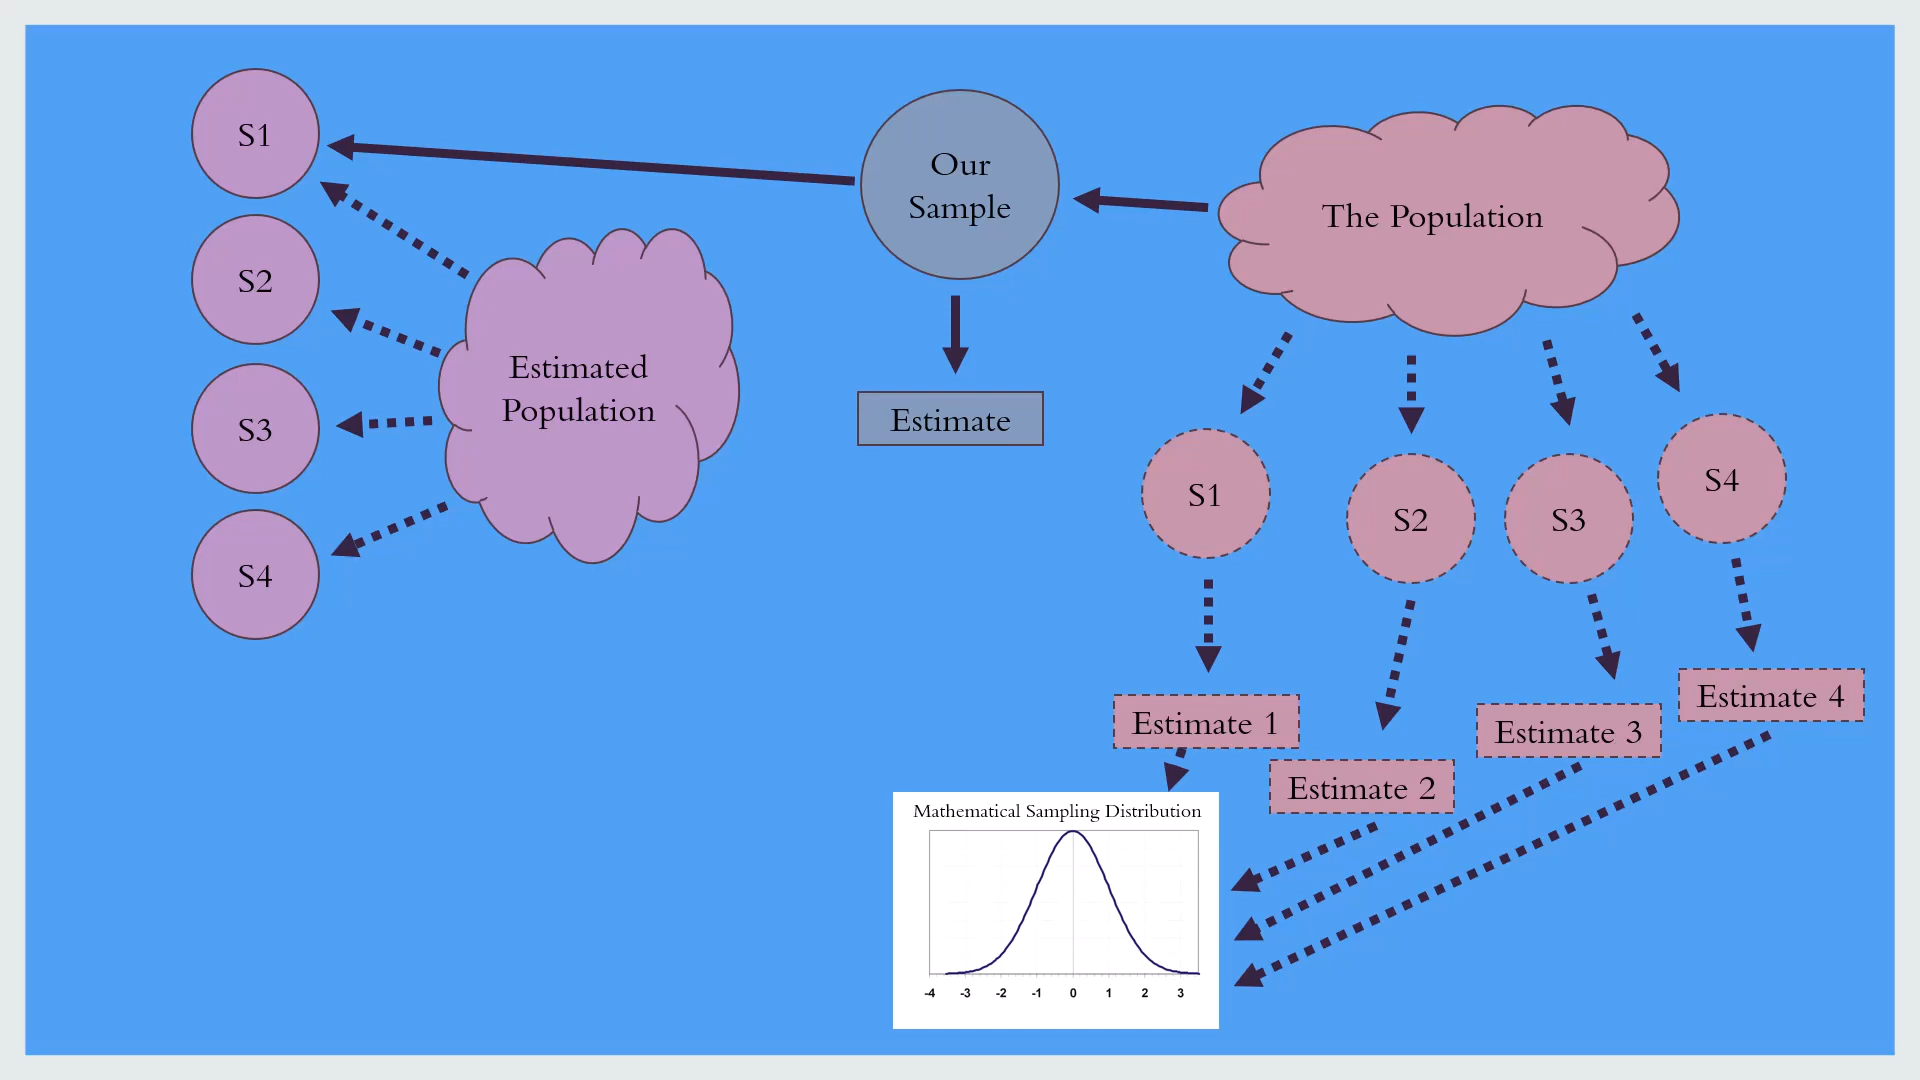 S1
S2
S3
S4
Estimated
Population
Our
Sample
Estimate
The Population
S1
S2
S3
S4
Estimate 1
Estimate 2
Estimate 3
Estimate 4
Mathematical Sampling Distribution
-4 -3 -2 -1 0 1 2 3